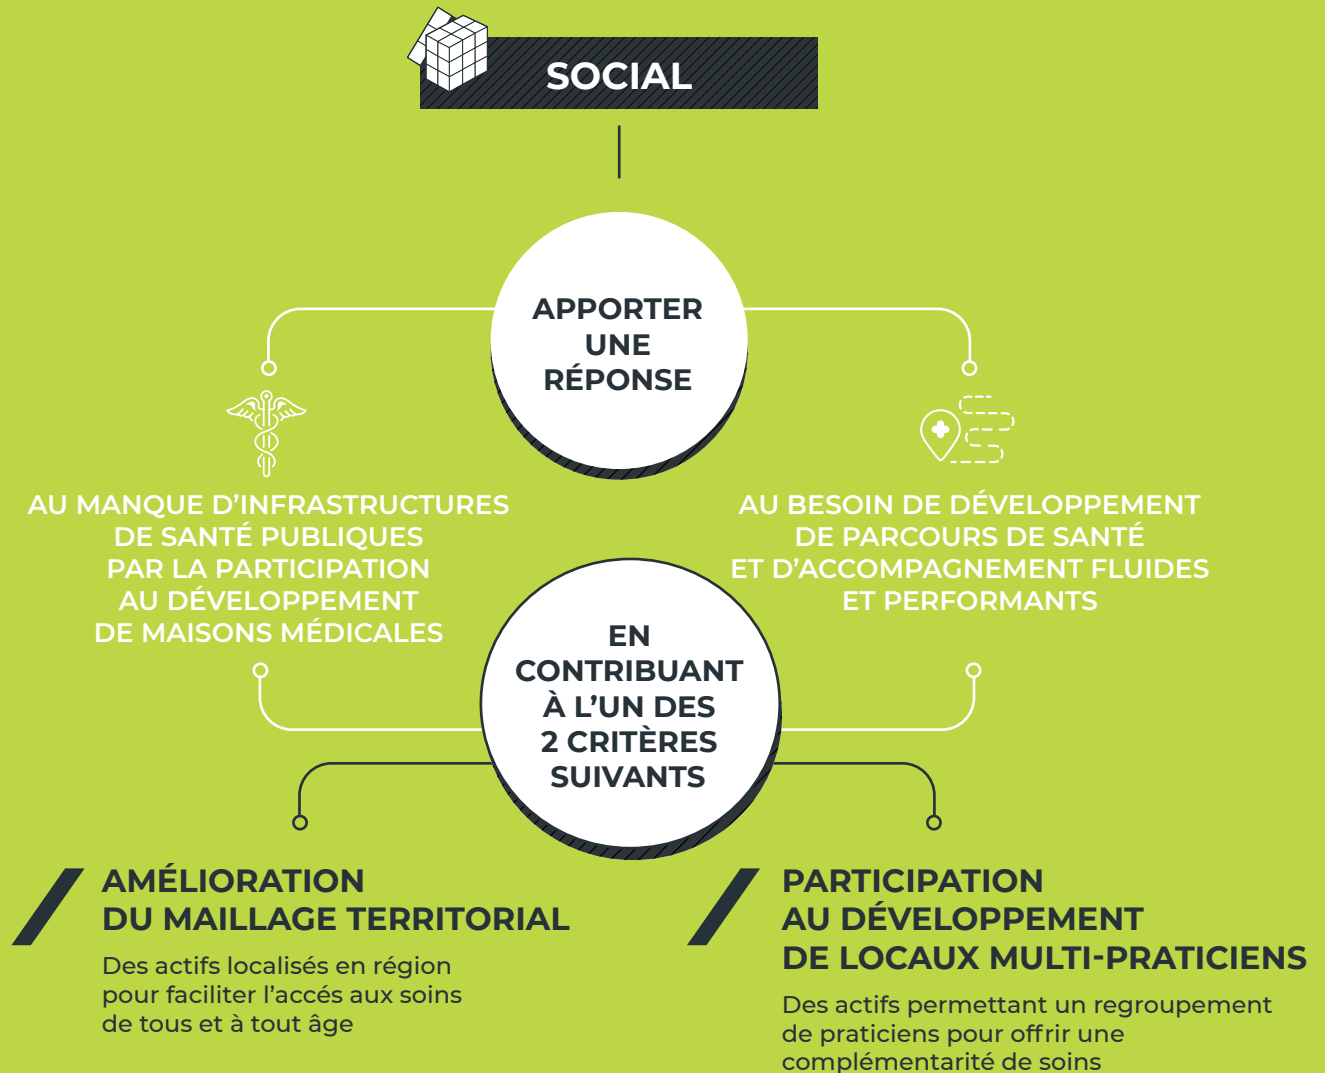 SOCIAL
APPORTER
UNE
RÉPONSE
AU MANQUE D’INFRASTRUCTURES
DE SANTÉ PUBLIQUES
PAR LA PARTICIPATION
AU DÉVELOPPEMENT
DE MAISONS MÉDICALES
AU BESOIN DE DÉVELOPPEMENT
DE PARCOURS DE SANTÉ
ET D’ACCOMPAGNEMENT FLUIDES
ET PERFORMANTS
EN
CONTRIBUANT
À L’UN DES
2 CRITÈRES
SUIVANTS
AMÉLIORATION
DU MAILLAGE TERRITORIAL
Des actifs localisés en région
pour faciliter l’accés aux soins
de tous et à tout âge
PARTICIPATION
AU DÉVELOPPEMENT
DE LOCAUX MULTI-PRATICIENS
Des actifs permettant un regroupement
de praticiens pour offrir une
complémentarité de soins